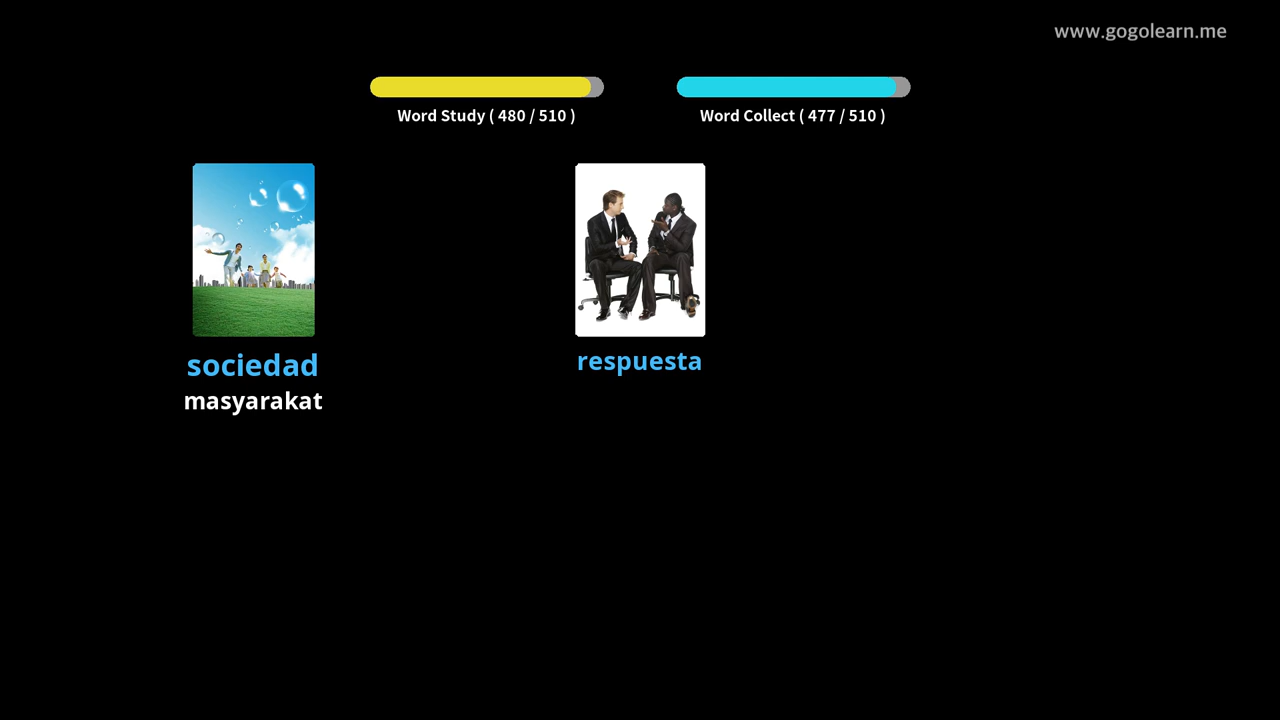 www.gogolearn.me
Word Study ( 480 / 510 )
Word Collect ( 477 / 510 )
sociedad
masyarakat
respuesta